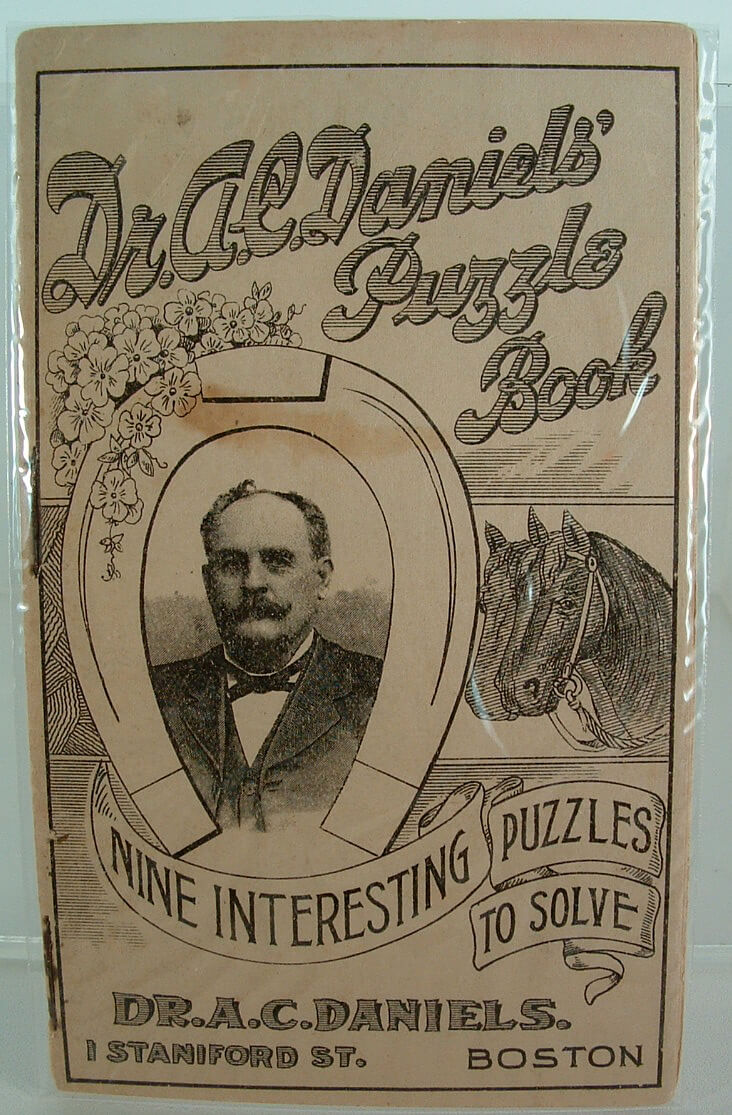 Dr. A.C. Daniels'
Puzzle
Book
NINE INTERESTING
PUZZLES
TO SOLVE
DR. A. C. DANIELS.
1 STANIFORD ST. BOSTON